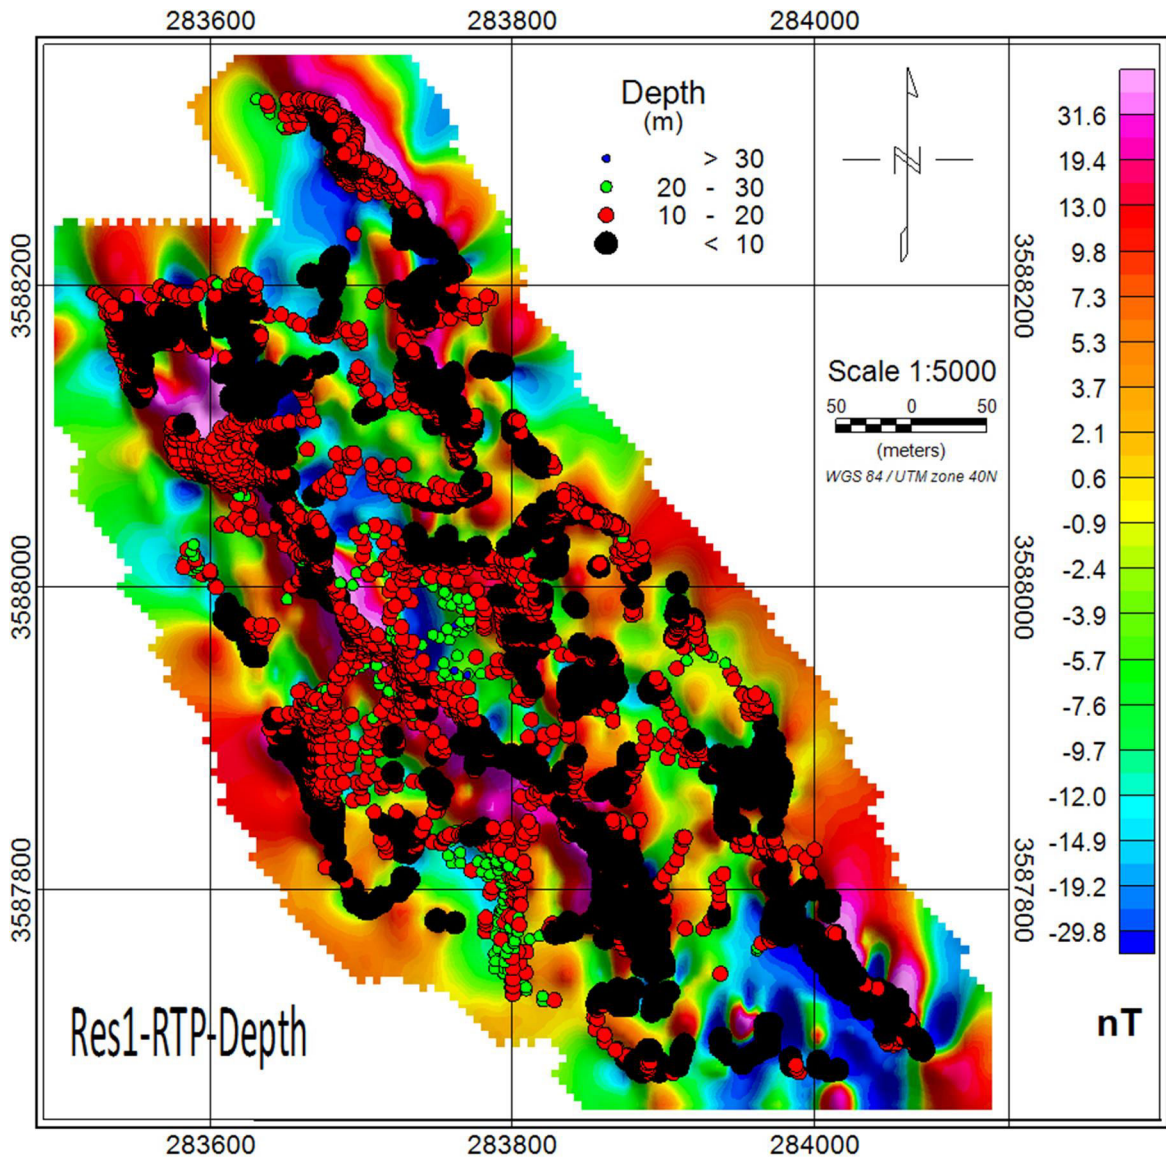 283600 283800 284000
Depth
(m)
> 30
20 - 30
10 - 20
< 10
N
3588200
3588200
Scale 1:5000
50 0 50
(meters)
WGS 84 / UTM zone 40N
3588000
3588000
3587800
3587800
31.6
19.4
13.0
9.8
7.3
5.3
3.7
2.1
0.6
-0.9
-2.4
-3.9
-5.7
-7.6
-9.7
-12.0
-14.9
-19.2
-29.8
nT
Res1-RTP-Depth
283600 283800 284000